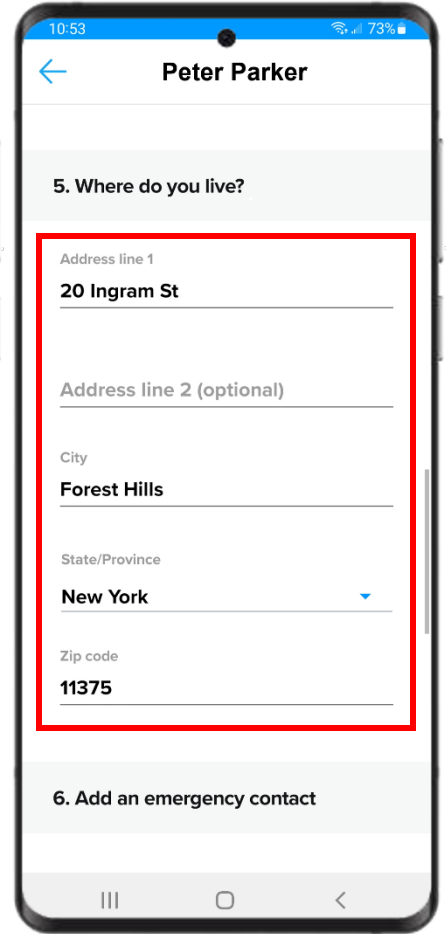 10:53
73%
Peter Parker
5. Where do you live?
Address line 1
20 Ingram St
Address line 2 (optional)
City
Forest Hills
State/Province
New York
Zip code
11375
6. Add an emergency contact